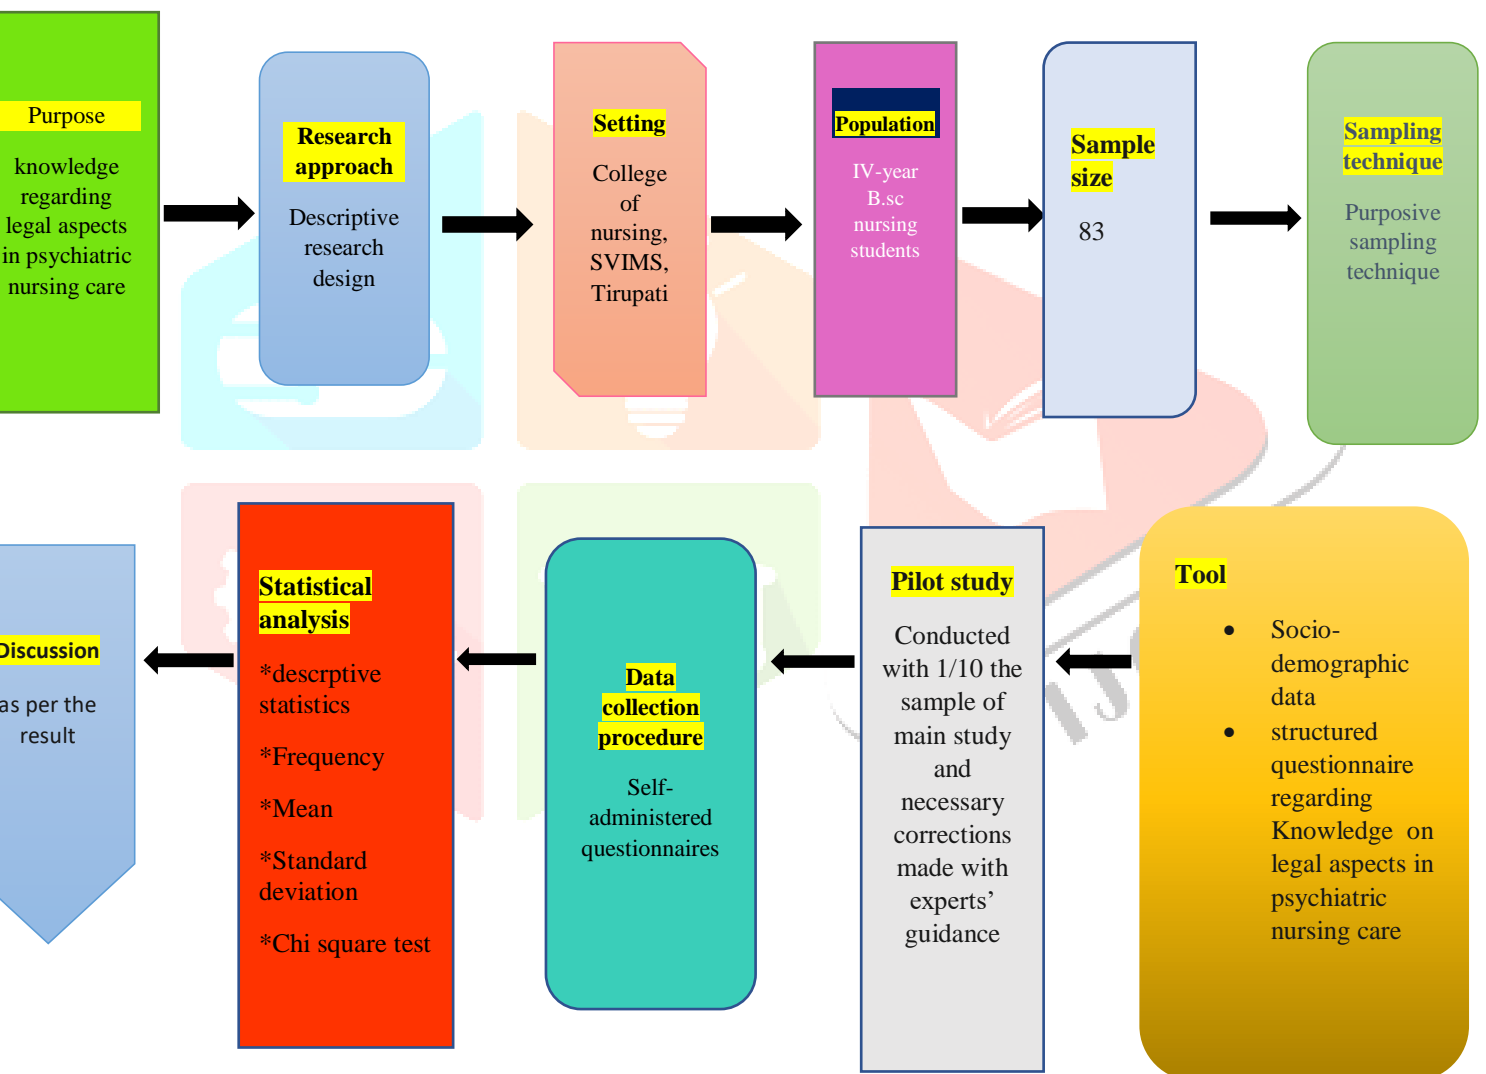 Purpose
knowledge
regarding
legal aspects
in psychiatric
nursing care
Research
approach
Descriptive
research
design
Setting
College
of
nursing,
SVIMS,
Tirupati
Population
IV-year
B.sc
nursing
students
Sample
size
83
Sampling
technique
Purposive
sampling
technique
Tool
• Socio-
demographic
data
• structured
questionnaire
regarding
Knowledge on
legal aspects in
psychiatric
nursing care
Pilot study
Conducted
with 1/10 the
sample of
main study
and
necessary
corrections
made with
experts’
guidance
Data
collection
procedure
Self-
administered
questionnaires
Statistical
analysis
*descrptive
statistics
*Frequency
*Mean
*Standard
deviation
*Chi square test
Discussion
as per the
result